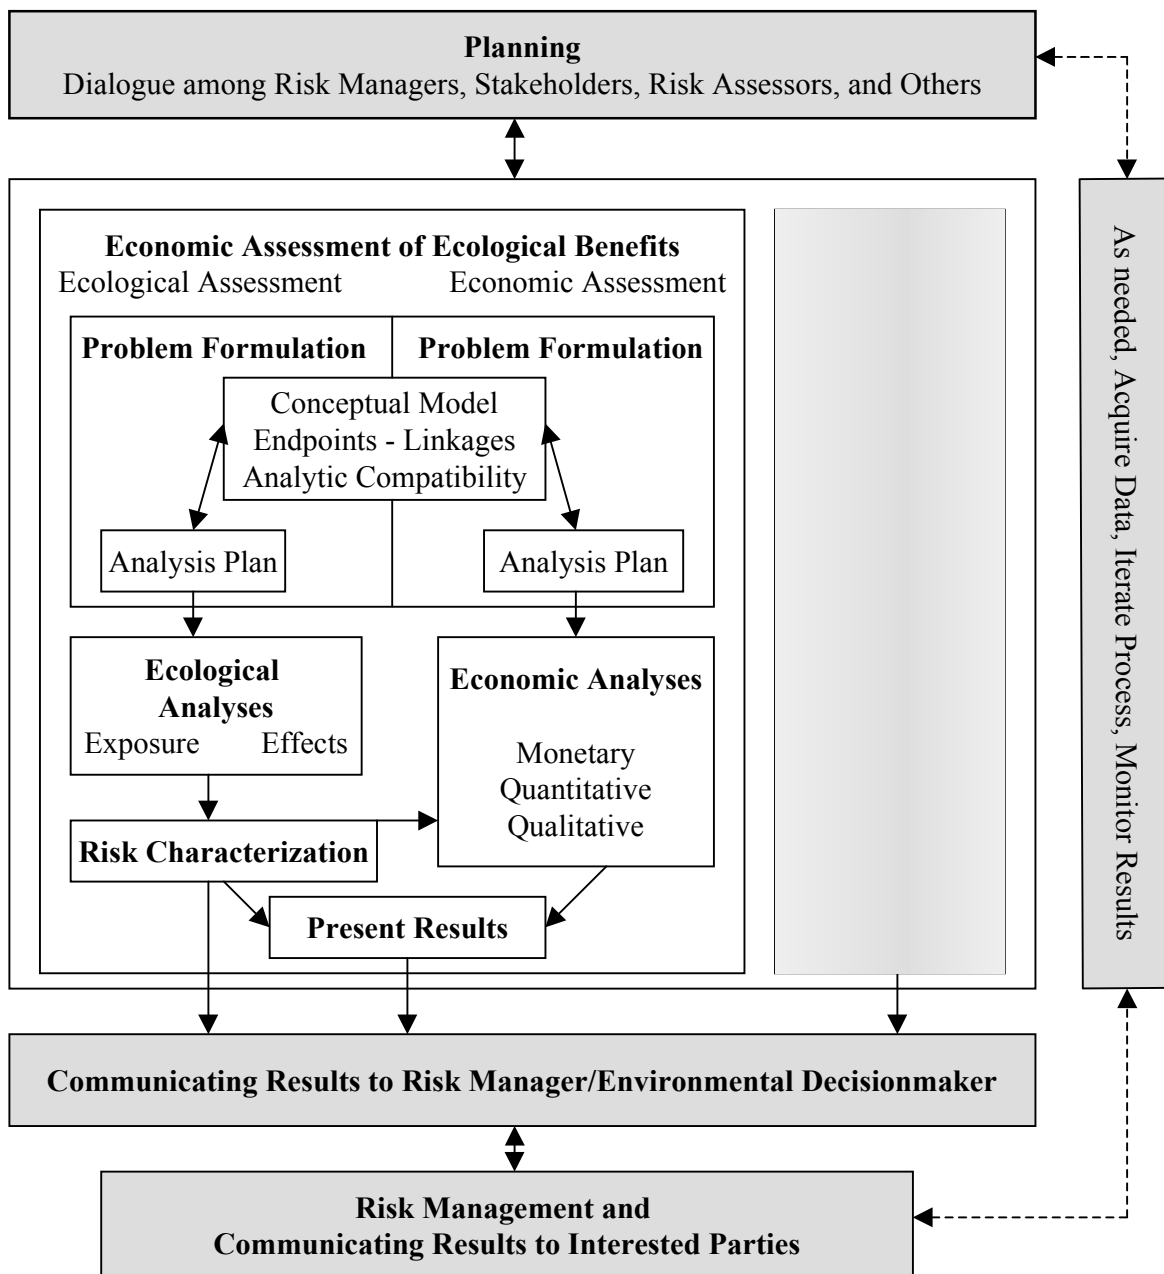 Planning
Dialogue among Risk Managers, Stakeholders, Risk Assessors, and Others
Economic Assessment of Ecological Benefits
Ecological Assessment
Economic Assessment
Problem Formulation
Problem Formulation
Conceptual Model
Endpoints - Linkages
Analytic Compatibility
Analysis Plan
Analysis Plan
Ecological
Analyses
Exposure
Effects
Economic Analyses
Monetary
Quantitative
Qualitative
Risk Characterization
Present Results
As needed, Acquire Data, Iterate Process, Monitor Results
Communicating Results to Risk Manager/Environmental Decisionmaker
Risk Management and
Communicating Results to Interested Parties